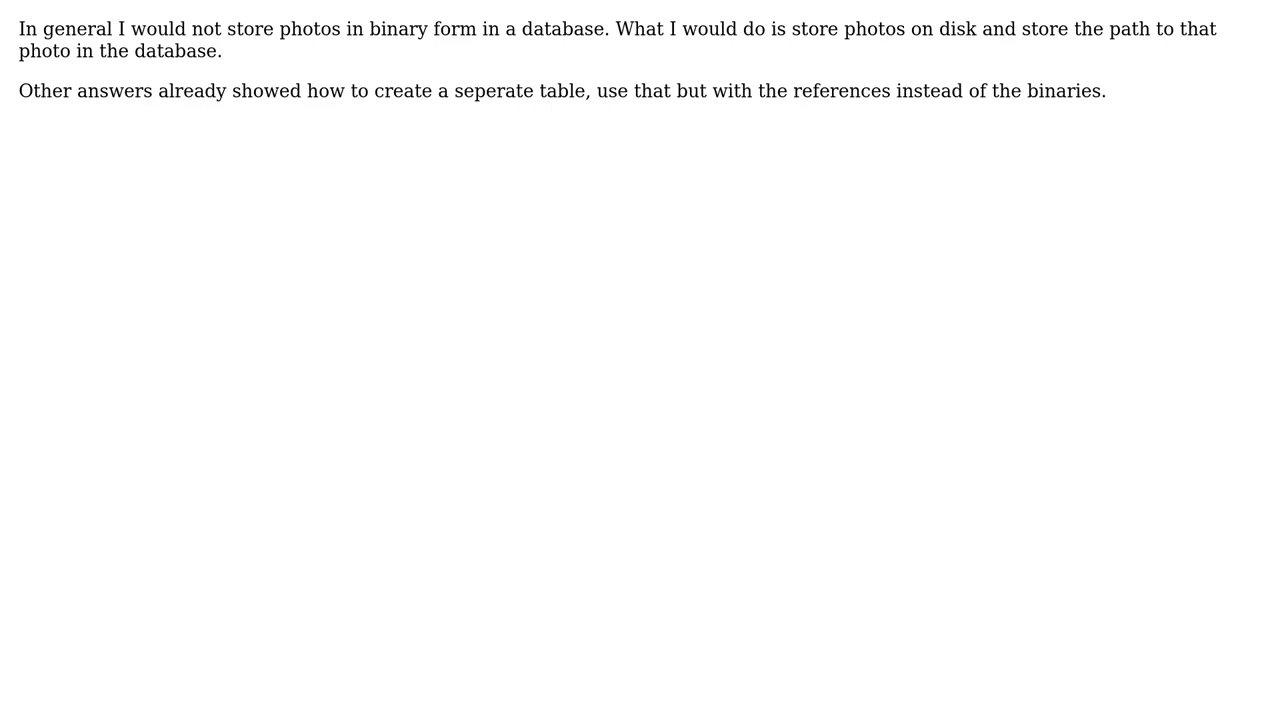 In general I would not store photos in binary form in a database. What I would do is store photos on disk and store the path to that
photo in the database.
Other answers already showed how to create a seperate table, use that but with the references instead of the binaries.